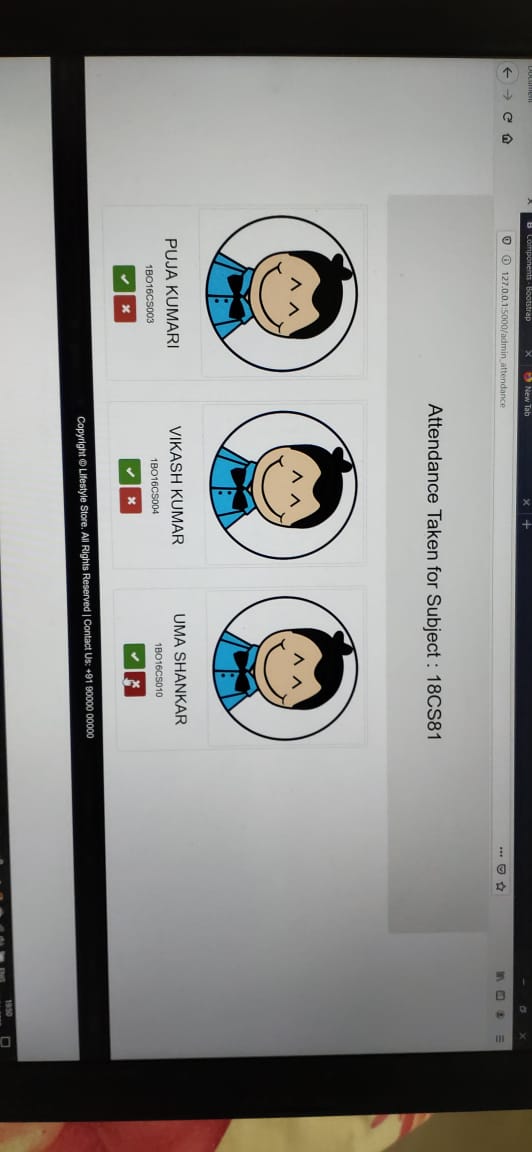 Document
Components · Bootstrap
New Tab
127.0.0.1:5000/admin_attendance
Attendance Taken for Subject : 18CS81
PUJA KUMARI
1BO16CS003
VIKASH KUMAR
1BO16CS004
UMA SHANKAR
1BO16CS010
Copyright © Lifestyle Store. All Rights Reserved | Contact Us: +91 90000 00000
ENG
19:50